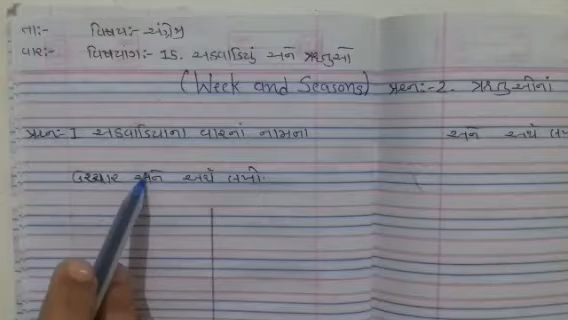 તા:- વિષય:- અંગ્રેજી
વાર:- વિષયાંગ:- 15. અઠવાડિયું અને ઋતુઓ
(Week and Seasons)
પ્રશ્ન:-1 અઠવાડિયાના વારનાં નામના
ઉચ્ચાર અને અર્થ લખો.
પ્રશ્ન:-2. ઋતુઓનાં
અને અર્થ